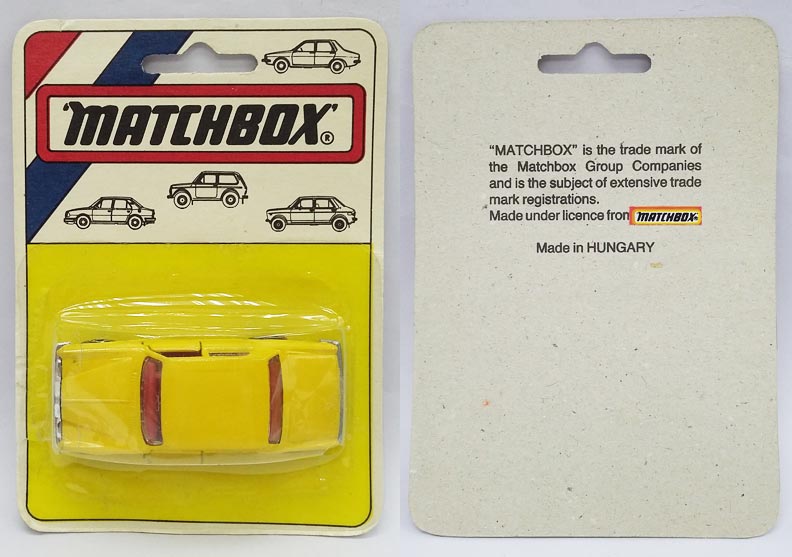 'MATCHBOX' ®
"MATCHBOX" is the trade mark of
the Matchbox Group Companies
and is the subject of extensive trade
mark registrations.
Made under licence from MATCHBOX®
Made in HUNGARY